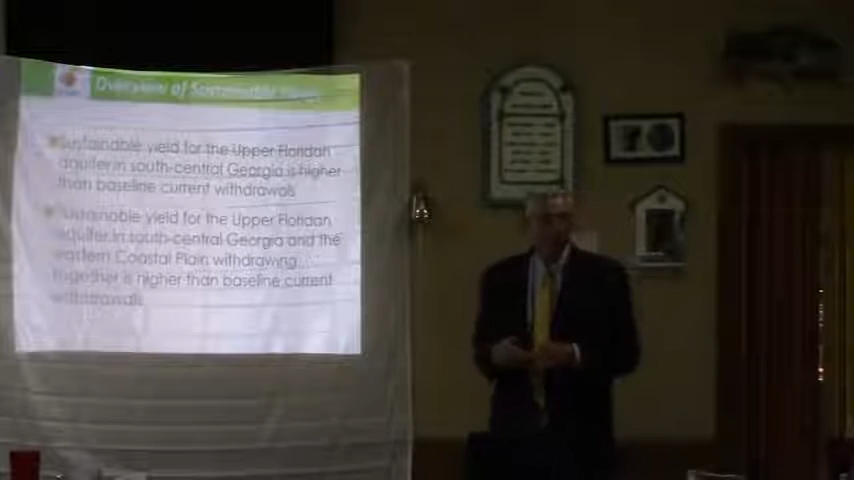 Overview of Sustainable
Sustainable yield for the Upper Floridan
aquifer in south-central Georgia is higher
than baseline current withdrawals
Sustainable yield for the Upper Floridan
aquifer in south-central Georgia and the
eastern Coastal Plain withdrawing
together is higher than baseline current
withdrawals